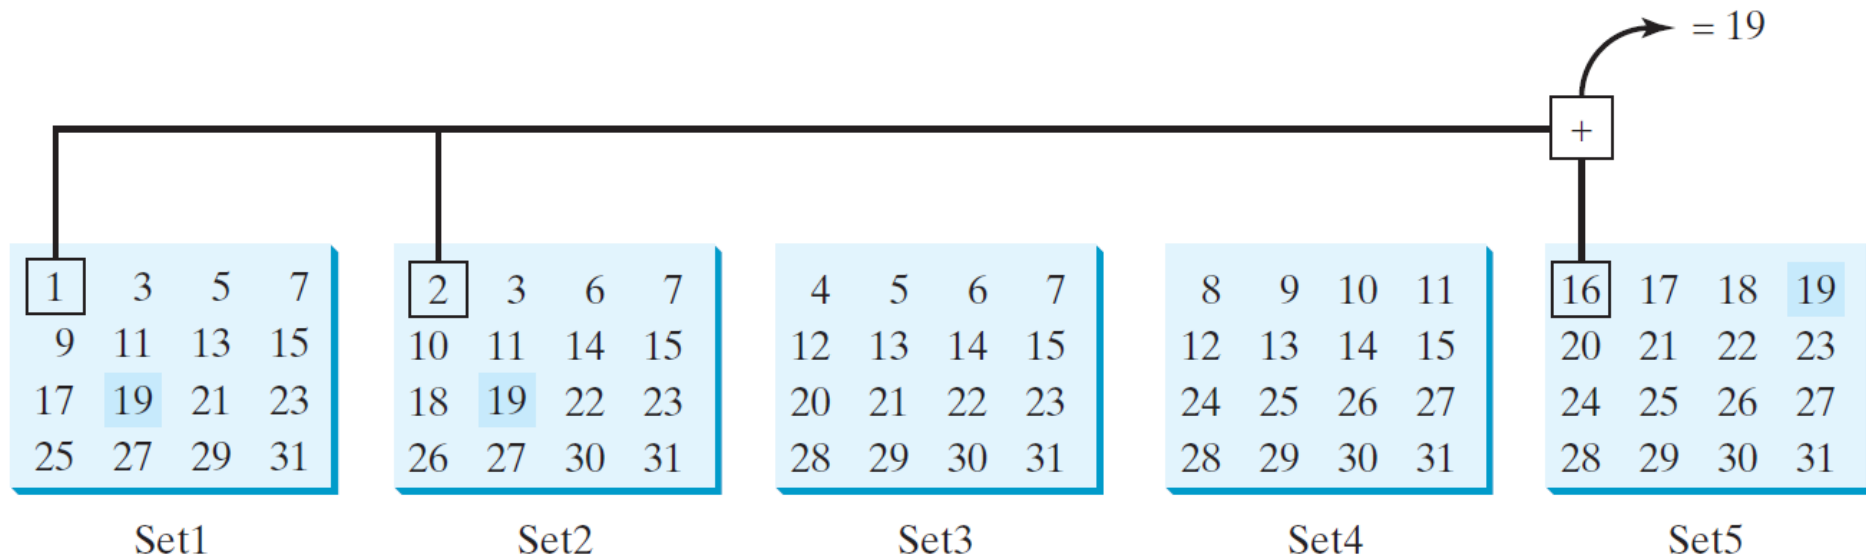 = 19
+
1 3 5 7
9 11 13 15
17 19 21 23
25 27 29 31
Set1
2 3 6 7
10 11 14 15
18 19 22 23
26 27 30 31
Set2
4 5 6 7
12 13 14 15
20 21 22 23
28 29 30 31
Set3
8 9 10 11
12 13 14 15
24 25 26 27
28 29 30 31
Set4
16 17 18 19
20 21 22 23
24 25 26 27
28 29 30 31
Set5